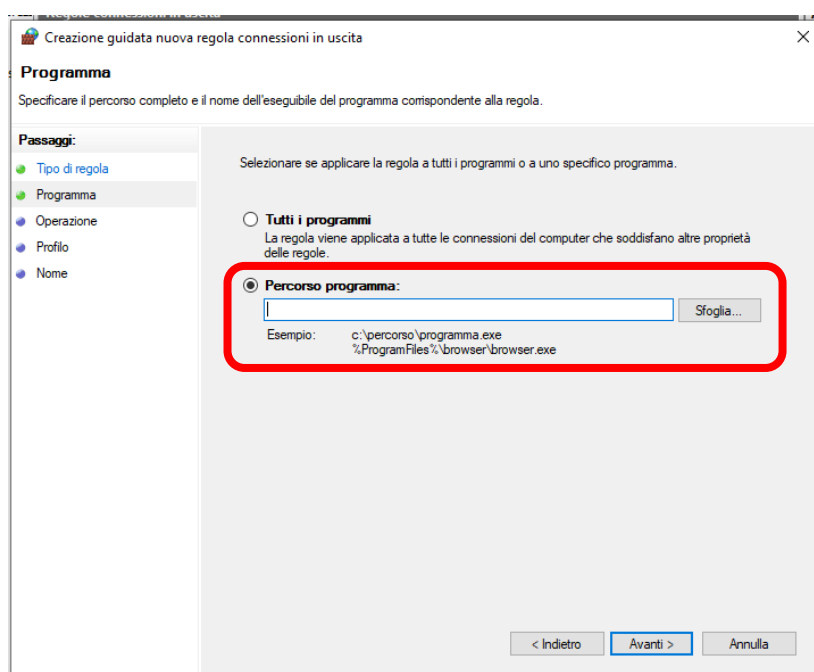 Creazione guidata nuova regola connessioni in uscita
Programma
Specificare il percorso completo e il nome dell'eseguibile del programma corrispondente alla regola.
Passaggi:
Tipo di regola
Programma
Operazione
Profilo
Nome
Selezionare se applicare la regola a tutti i programmi o a uno specifico programma.
Tutti i programmi
La regola viene applicata a tutte le connessioni del computer che soddisfano altre proprietà
delle regole.
Percorso programma:
Sfoglia...
Esempio: c:\percorso\programma.exe
%ProgramFiles%\browser\browser.exe
< Indietro Avanti > Annulla